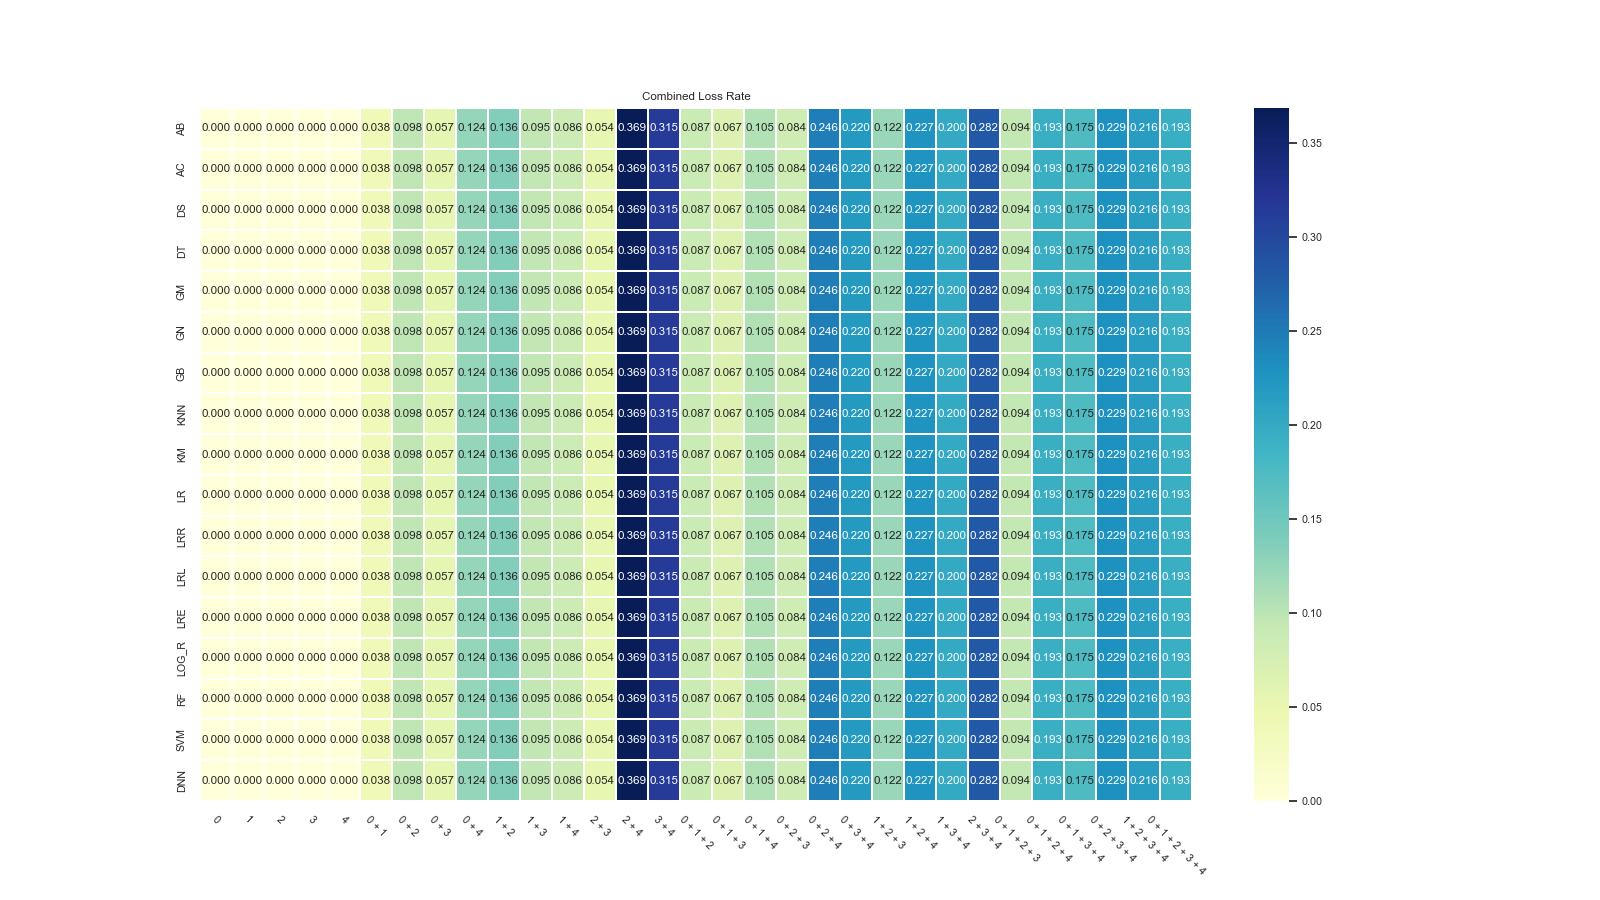 Combined Loss Rate
AB 0.000 0.000 0.000 0.000 0.000 0.038 0.098 0.057 0.124 0.136 0.095 0.086 0.054 0.369 0.315 0.087 0.067 0.105 0.084 0.246 0.220 0.122 0.227 0.200 0.282 0.094 0.193 0.175 0.229 0.216 0.193
AC 0.000 0.000 0.000 0.000 0.000 0.038 0.098 0.057 0.124 0.136 0.095 0.086 0.054 0.369 0.315 0.087 0.067 0.105 0.084 0.246 0.220 0.122 0.227 0.200 0.282 0.094 0.193 0.175 0.229 0.216 0.193
DS 0.000 0.000 0.000 0.000 0.000 0.038 0.098 0.057 0.124 0.136 0.095 0.086 0.054 0.369 0.315 0.087 0.067 0.105 0.084 0.246 0.220 0.122 0.227 0.200 0.282 0.094 0.193 0.175 0.229 0.216 0.193
DT 0.000 0.000 0.000 0.000 0.000 0.038 0.098 0.057 0.124 0.136 0.095 0.086 0.054 0.369 0.315 0.087 0.067 0.105 0.084 0.246 0.220 0.122 0.227 0.200 0.282 0.094 0.193 0.175 0.229 0.216 0.193
GM 0.000 0.000 0.000 0.000 0.000 0.038 0.098 0.057 0.124 0.136 0.095 0.086 0.054 0.369 0.315 0.087 0.067 0.105 0.084 0.246 0.220 0.122 0.227 0.200 0.282 0.094 0.193 0.175 0.229 0.216 0.193
GN 0.000 0.000 0.000 0.000 0.000 0.038 0.098 0.057 0.124 0.136 0.095 0.086 0.054 0.369 0.315 0.087 0.067 0.105 0.084 0.246 0.220 0.122 0.227 0.200 0.282 0.094 0.193 0.175 0.229 0.216 0.193
GB 0.000 0.000 0.000 0.000 0.000 0.038 0.098 0.057 0.124 0.136 0.095 0.086 0.054 0.369 0.315 0.087 0.067 0.105 0.084 0.246 0.220 0.122 0.227 0.200 0.282 0.094 0.193 0.175 0.229 0.216 0.193
KNN 0.000 0.000 0.000 0.000 0.000 0.038 0.098 0.057 0.124 0.136 0.095 0.086 0.054 0.369 0.315 0.087 0.067 0.105 0.084 0.246 0.220 0.122 0.227 0.200 0.282 0.094 0.193 0.175 0.229 0.216 0.193
KM 0.000 0.000 0.000 0.000 0.000 0.038 0.098 0.057 0.124 0.136 0.095 0.086 0.054 0.369 0.315 0.087 0.067 0.105 0.084 0.246 0.220 0.122 0.227 0.200 0.282 0.094 0.193 0.175 0.229 0.216 0.193
LR 0.000 0.000 0.000 0.000 0.000 0.038 0.098 0.057 0.124 0.136 0.095 0.086 0.054 0.369 0.315 0.087 0.067 0.105 0.084 0.246 0.220 0.122 0.227 0.200 0.282 0.094 0.193 0.175 0.229 0.216 0.193
LRR 0.000 0.000 0.000 0.000 0.000 0.038 0.098 0.057 0.124 0.136 0.095 0.086 0.054 0.369 0.315 0.087 0.067 0.105 0.084 0.246 0.220 0.122 0.227 0.200 0.282 0.094 0.193 0.175 0.229 0.216 0.193
LRL 0.000 0.000 0.000 0.000 0.000 0.038 0.098 0.057 0.124 0.136 0.095 0.086 0.054 0.369 0.315 0.087 0.067 0.105 0.084 0.246 0.220 0.122 0.227 0.200 0.282 0.094 0.193 0.175 0.229 0.216 0.193
LRE 0.000 0.000 0.000 0.000 0.000 0.038 0.098 0.057 0.124 0.136 0.095 0.086 0.054 0.369 0.315 0.087 0.067 0.105 0.084 0.246 0.220 0.122 0.227 0.200 0.282 0.094 0.193 0.175 0.229 0.216 0.193
LOG_R 0.000 0.000 0.000 0.000 0.000 0.038 0.098 0.057 0.124 0.136 0.095 0.086 0.054 0.369 0.315 0.087 0.067 0.105 0.084 0.246 0.220 0.122 0.227 0.200 0.282 0.094 0.193 0.175 0.229 0.216 0.193
RF 0.000 0.000 0.000 0.000 0.000 0.038 0.098 0.057 0.124 0.136 0.095 0.086 0.054 0.369 0.315 0.087 0.067 0.105 0.084 0.246 0.220 0.122 0.227 0.200 0.282 0.094 0.193 0.175 0.229 0.216 0.193
SVM 0.000 0.000 0.000 0.000 0.000 0.038 0.098 0.057 0.124 0.136 0.095 0.086 0.054 0.369 0.315 0.087 0.067 0.105 0.084 0.246 0.220 0.122 0.227 0.200 0.282 0.094 0.193 0.175 0.229 0.216 0.193
DNN 0.000 0.000 0.000 0.000 0.000 0.038 0.098 0.057 0.124 0.136 0.095 0.086 0.054 0.369 0.315 0.087 0.067 0.105 0.084 0.246 0.220 0.122 0.227 0.200 0.282 0.094 0.193 0.175 0.229 0.216 0.193
0
1
2
3
4
0 + 1
0 + 2
0 + 3
0 + 4
1 + 2
1 + 3
1 + 4
2 + 3
2 + 4
3 + 4
0 + 1 + 2
0 + 1 + 3
0 + 1 + 4
0 + 2 + 3
0 + 2 + 4
0 + 3 + 4
1 + 2 + 3
1 + 2 + 4
1 + 3 + 4
2 + 3 + 4
0 + 1 + 2 + 3
0 + 1 + 2 + 4
0 + 1 + 3 + 4
0 + 2 + 3 + 4
1 + 2 + 3 + 4
0 + 1 + 2 + 3 + 4
0.35
0.30
0.25
0.20
0.15
0.10
0.05
0.00